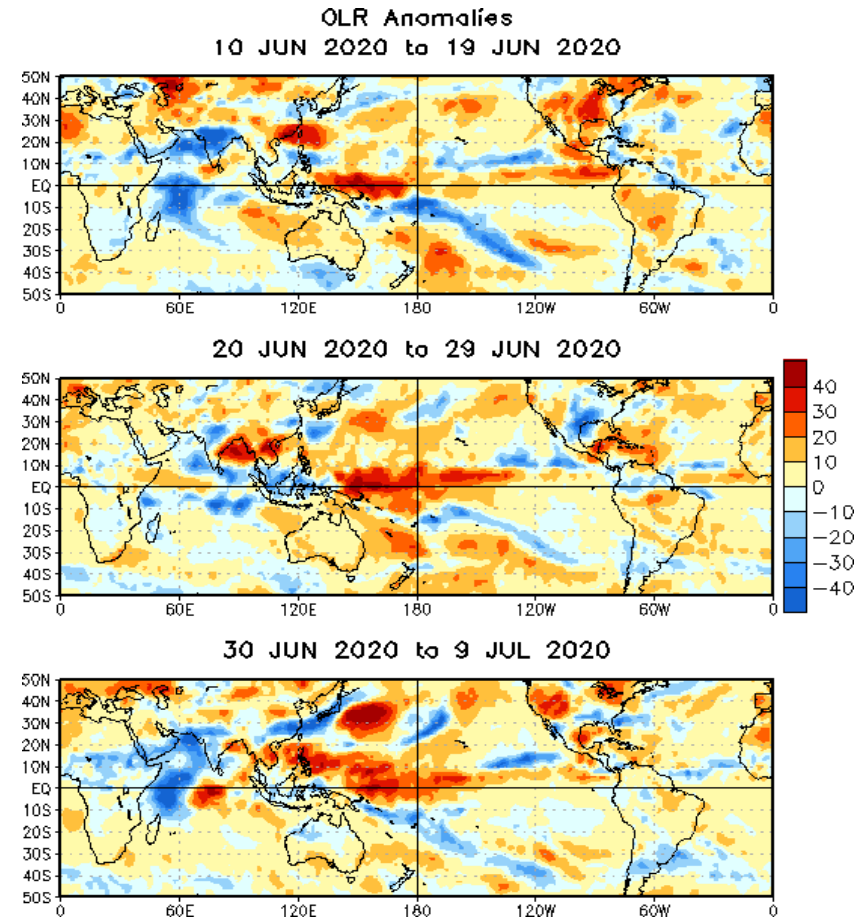 OLR Anomalies
10 JUN 2020 to 19 JUN 2020
50N
40N
30N
20N
10N
EQ
10S
20S
30S
40S
50S
0 60E 120E 180 120W 60W 0
20 JUN 2020 to 29 JUN 2020
50N
40N
30N
20N
10N
EQ
10S
20S
30S
40S
50S
0 60E 120E 180 120W 60W 0
40
30
20
10
0
-10
-20
-30
-40
30 JUN 2020 to 9 JUL 2020
50N
40N
30N
20N
10N
EQ
10S
20S
30S
40S
50S
0 60E 120E 180 120W 60W 0